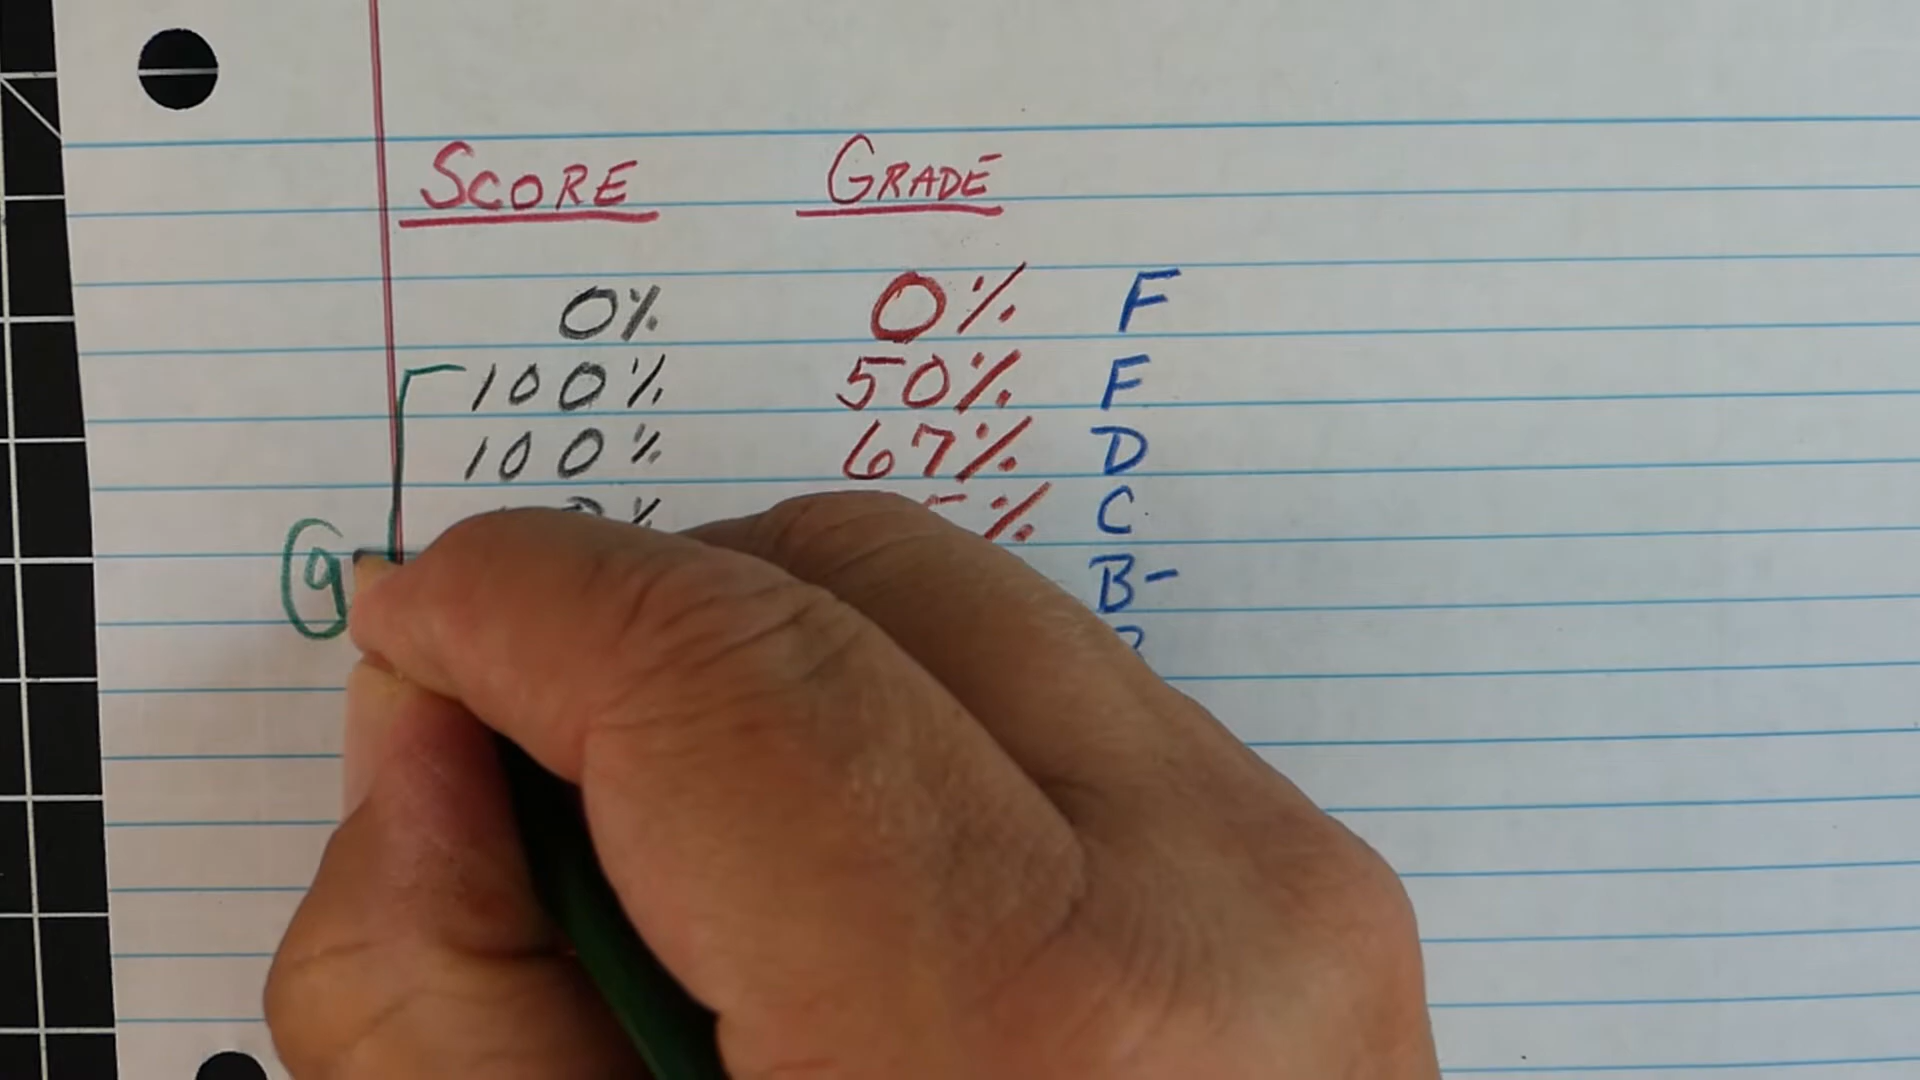 SCORE GRADE
0% 0% F
100% 50% F
100% 67% D
% C
9 B-